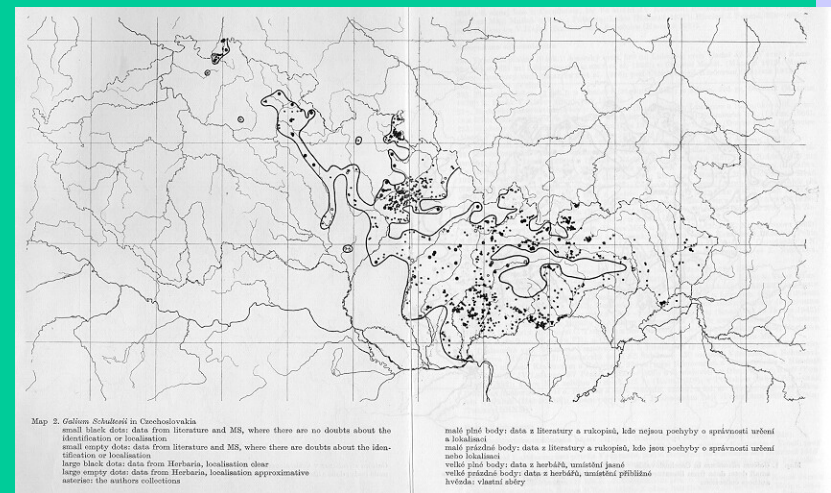 Map 2. Galium Schultesii in Czechoslovakia
small black dots: data from literature and MS, where there are no doubts about the
identification or localisation
small empty dots: data from literature and MS, where there are doubts about the iden-
tification or localisation
large black dots: data from Herbaria, localisation clear
large empty dots: data from Herbaria, localisation approximative
asterisc: the authors collections
malé plné body: data z literatury a rukopisů, kde nejsou pochyby o správnosti určení
a lokalisaci
malé prázdné body: data z literatury a rukopisů, kde jsou pochyby o správnosti určení
nebo lokalisaci
velké plné body: data z herbářů, umístění jasné
velké prázdné body: data z herbářů, umístění přibližné
hvězda: vlastní sběry